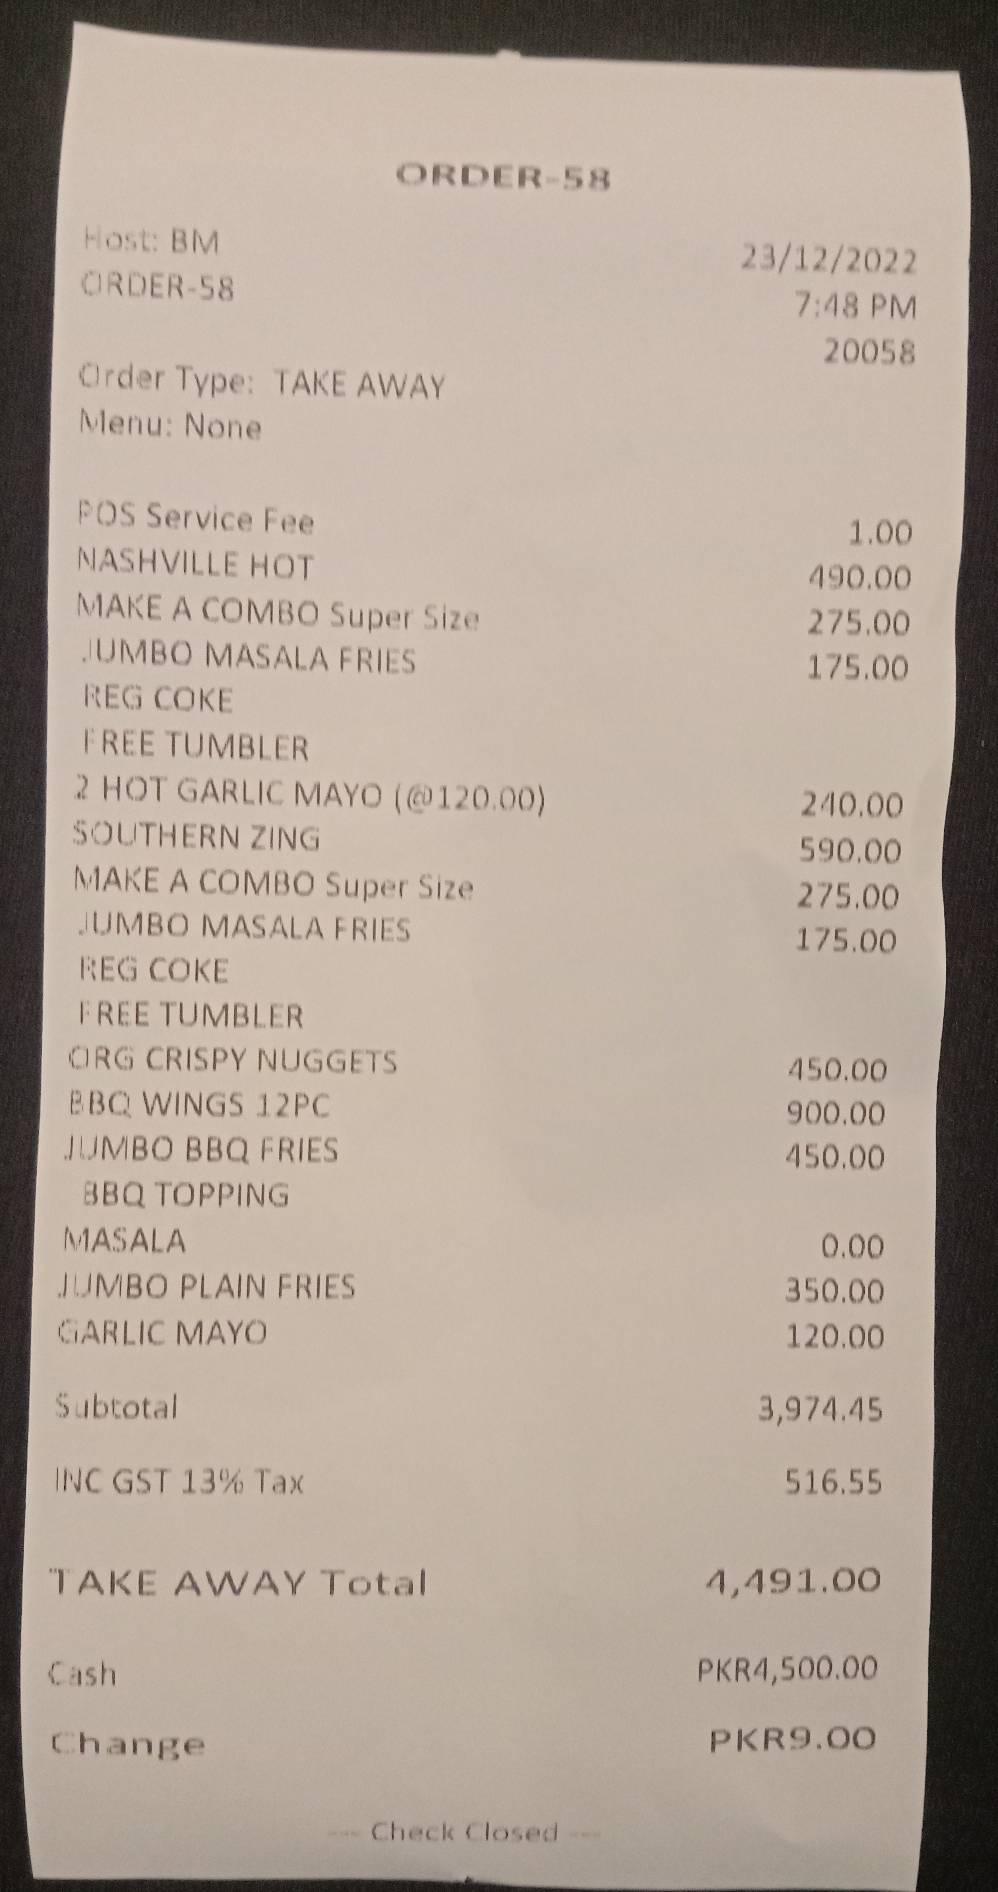 ORDER-58
Host: BM 23/12/2022
ORDER-58 7:48 PM
20058
Order Type: TAKE AWAY
Menu: None
POS Service Fee 1.00
NASHVILLE HOT 490.00
MAKE A COMBO Super Size 275.00
JUMBO MASALA FRIES 175.00
REG COKE
FREE TUMBLER
2 HOT GARLIC MAYO (@120.00) 240.00
SOUTHERN ZING 590.00
MAKE A COMBO Super Size 275.00
JUMBO MASALA FRIES 175.00
REG COKE
FREE TUMBLER
ORG CRISPY NUGGETS 450.00
BBQ WINGS 12PC 900.00
JUMBO BBQ FRIES 450.00
BBQ TOPPING
MASALA 0.00
JUMBO PLAIN FRIES 350.00
GARLIC MAYO 120.00
Subtotal 3,974.45
INC GST 13% Tax 516.55
TAKE AWAY Total 4,491.00
Cash PKR4,500.00
Change PKR9.00
--- Check Closed ---